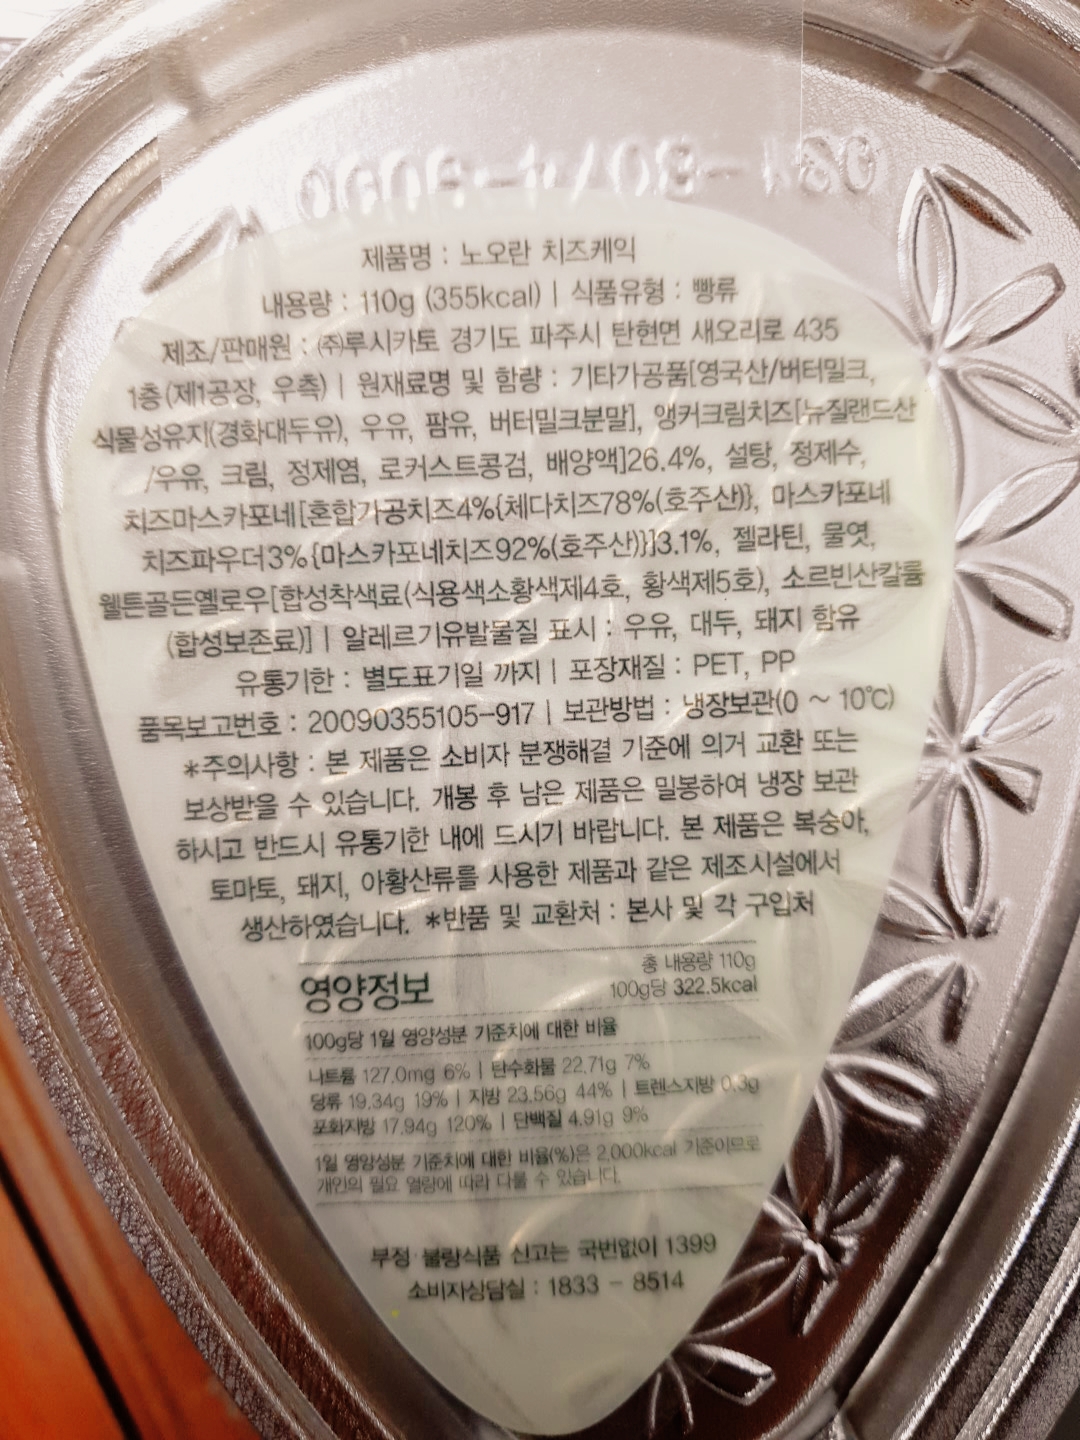 제품명 : 노오란 치즈케익
내용량 : 110g (355kcal) | 식품유형 : 빵류
제조/판매원 : ㈜루시카토 경기도 파주시 탄현면 새오리로 435
1층(제1공장, 우측) | 원재료명 및 함량 : 기타가공품[영국산/버터밀크,
식물성유지(경화대두유), 우유, 팜유, 버터밀크분말], 앵커크림치즈[뉴질랜드산
/우유, 크림, 정제염, 로커스트콩검, 배양액]26.4%, 설탕, 정제수,
치즈마스카포네[혼합가공치즈4%{체다치즈78%(호주산)}, 마스카포네
치즈파우더3%{마스카포네치즈92%(호주산)}]3.1%, 젤라틴, 물엿,
윌튼골든옐로우[합성착색료(식용색소황색제4호, 황색제5호), 소르빈산칼륨
(합성보존료)] | 알레르기유발물질 표시 : 우유, 대두, 돼지 함유
유통기한 : 별도표기일 까지 | 포장재질 : PET, PP
품목보고번호 : 20090355105-917 | 보관방법 : 냉장보관(0 ~ 10℃)
*주의사항 : 본 제품은 소비자 분쟁해결 기준에 의거 교환 또는
보상받을 수 있습니다. 개봉 후 남은 제품은 밀봉하여 냉장 보관
하시고 반드시 유통기한 내에 드시기 바랍니다. 본 제품은 복숭아,
토마토, 돼지, 아황산류를 사용한 제품과 같은 제조시설에서
생산하였습니다. *반품 및 교환처 : 본사 및 각 구입처
영양정보
총 내용량 110g
100g당 322.5kcal
100g당 1일 영양성분 기준치에 대한 비율
나트륨 127.0mg 6% | 탄수화물 22.71g 7%
당류 19.34g 19% | 지방 23.56g 44% | 트랜스지방 0.3g
포화지방 17.94g 120% | 단백질 4.91g 9%
1일 영양성분 기준치에 대한 비율(%)은 2,000kcal 기준이므로
개인의 필요 열량에 따라 다를 수 있습니다.
부정·불량식품 신고는 국번없이 1399
소비자상담실 : 1833 - 8514